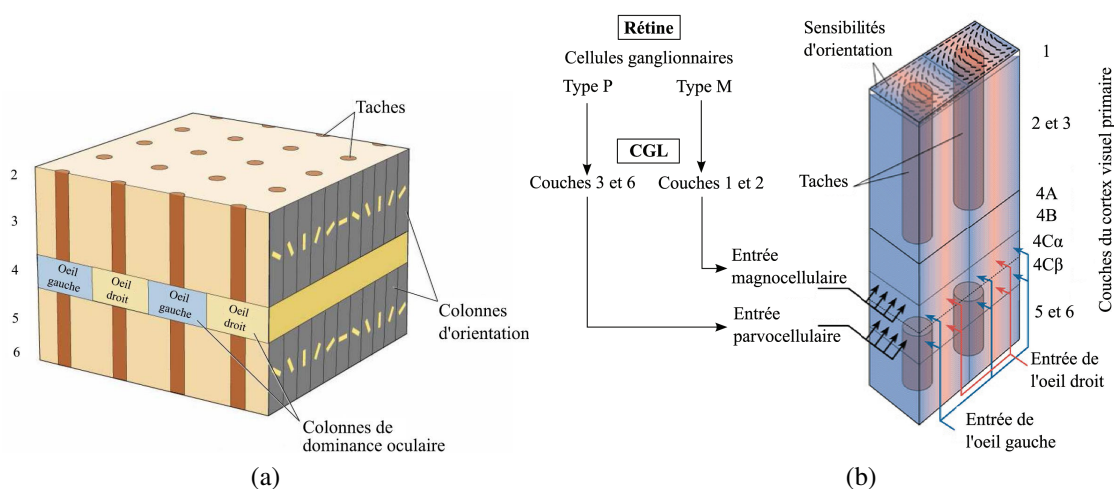 Taches
2
3
4
5
6
Oeil
gauche
Oeil
droit
Oeil
gauche
Oeil
droit
Colonnes
d'orientation
Colonnes de
dominance oculaire
(a)
Rétine
Cellules ganglionnaires
Type P
Type M
CGL
Couches 3 et 6
Couches 1 et 2
Entrée
magnocellulaire
Entrée
parvocellulaire
Sensibilités
d'orientation
Taches
1
2 et 3
4A
4B
4Cα
4Cβ
5 et 6
Couches du cortex visuel primaire
Entrée de
l'oeil droit
Entrée de
l'oeil gauche
(b)